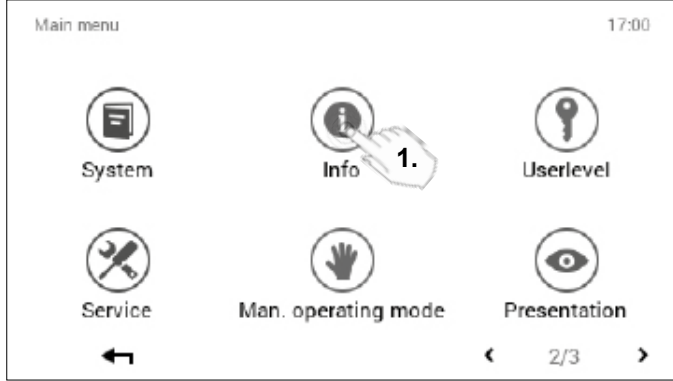 Main menu 17:00
System Info 1. Userlevel
Service Man. operating mode Presentation
2/3